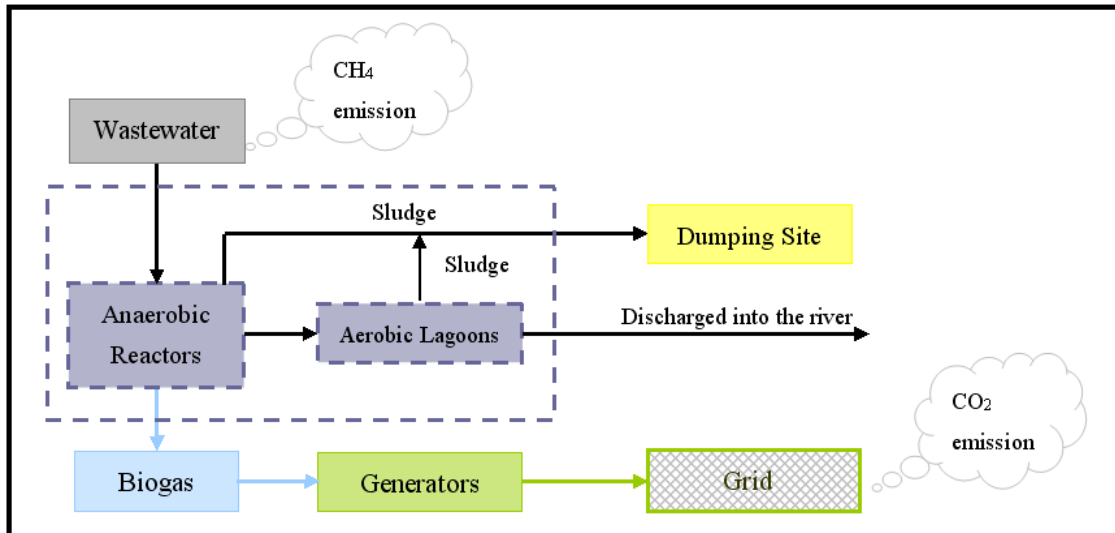 CH₄
emission
Wastewater
Sludge
Dumping Site
Sludge
Anaerobic
Reactors
Aerobic Lagoons
Discharged into the river
CO₂
emission
Biogas
Generators
Grid